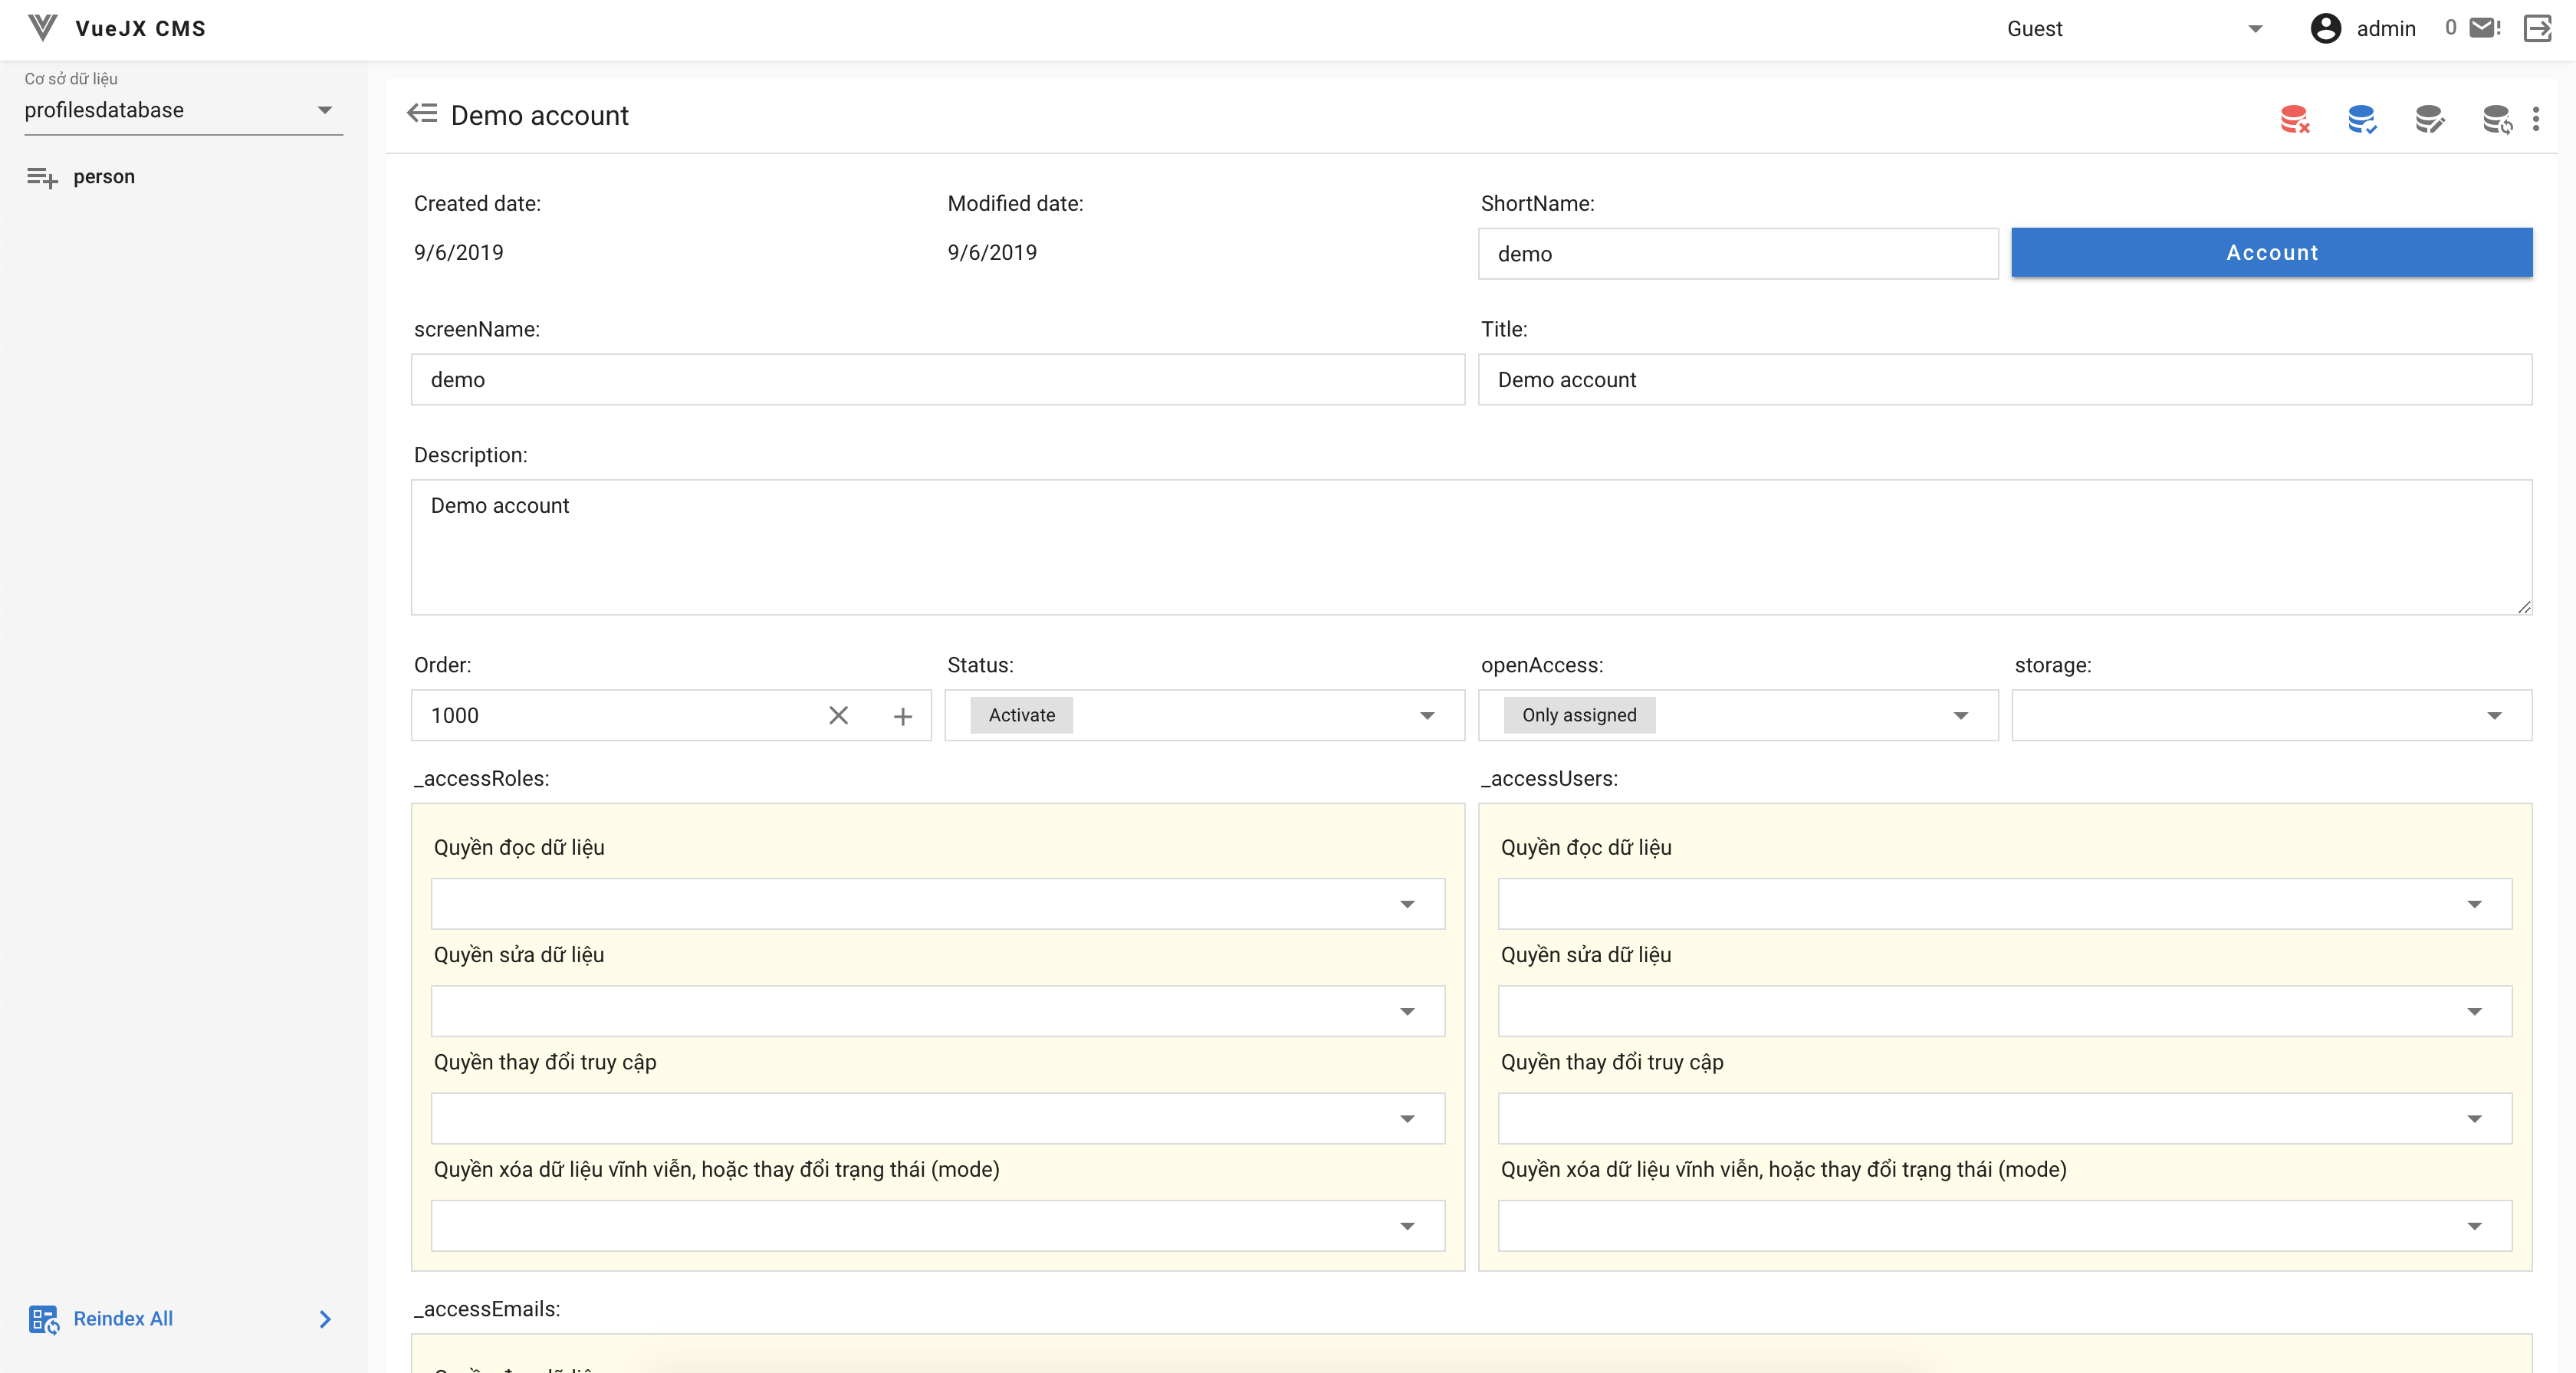 VueJX CMS
Guest
admin
0
Cơ sở dữ liệu
profilesdatabase
person
Demo account
Created date:
Modified date:
ShortName:
9/6/2019
9/6/2019
demo
Account
screenName:
Title:
demo
Demo account
Description:
Demo account
Order:
Status:
openAccess:
storage:
1000
Activate
Only assigned
_accessRoles:
_accessUsers:
Quyền đọc dữ liệu
Quyền đọc dữ liệu
Quyền sửa dữ liệu
Quyền sửa dữ liệu
Quyền thay đổi truy cập
Quyền thay đổi truy cập
Quyền xóa dữ liệu vĩnh viễn, hoặc thay đổi trạng thái (mode)
Quyền xóa dữ liệu vĩnh viễn, hoặc thay đổi trạng thái (mode)
_accessEmails:
Reindex All